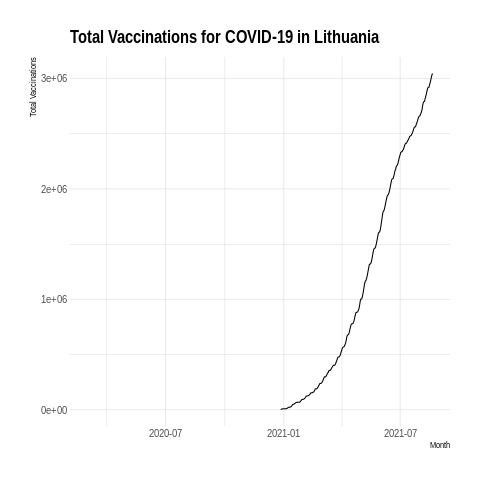 Total Vaccinations for COVID-19 in Lithuania
Total Vaccinations
3e+06
2e+06
1e+06
0e+00
2020-07
2021-01
2021-07
Month